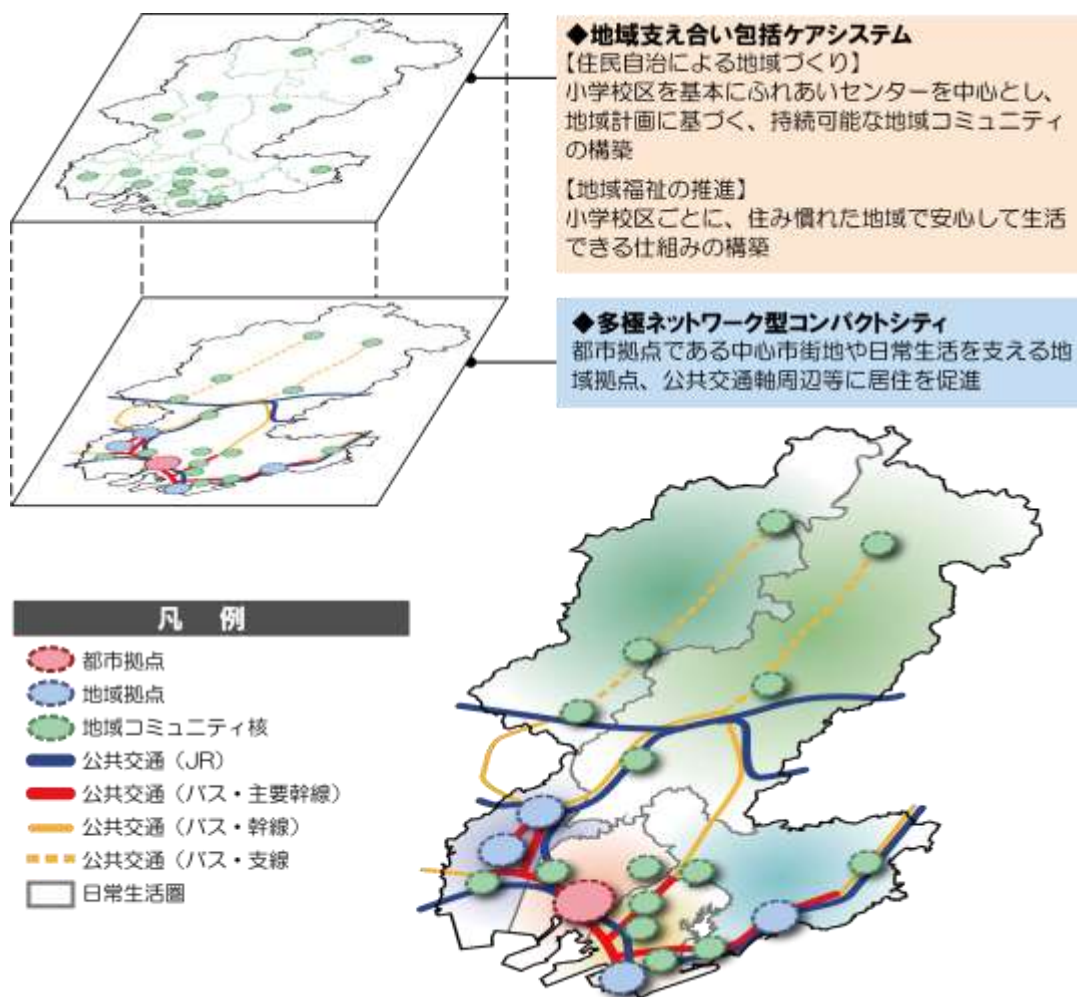 ◆地域支え合い包括ケアシステム
【住民自治による地域づくり】
小学校区を基本にふれあいセンターを中心とし、
地域計画に基づく、持続可能な地域コミュニティ
の構築
【地域福祉の推進】
小学校区ごとに、住み慣れた地域で安心して生活
できる仕組みの構築
◆多極ネットワーク型コンパクトシティ
都市拠点である中心市街地や日常生活を支える地
域拠点、公共交通軸周辺等に居住を促進
凡 例
都市拠点
地域拠点
地域コミュニティ核
公共交通（JR）
公共交通（バス・主要幹線）
公共交通（バス・幹線）
公共交通（バス・支線
日常生活圏